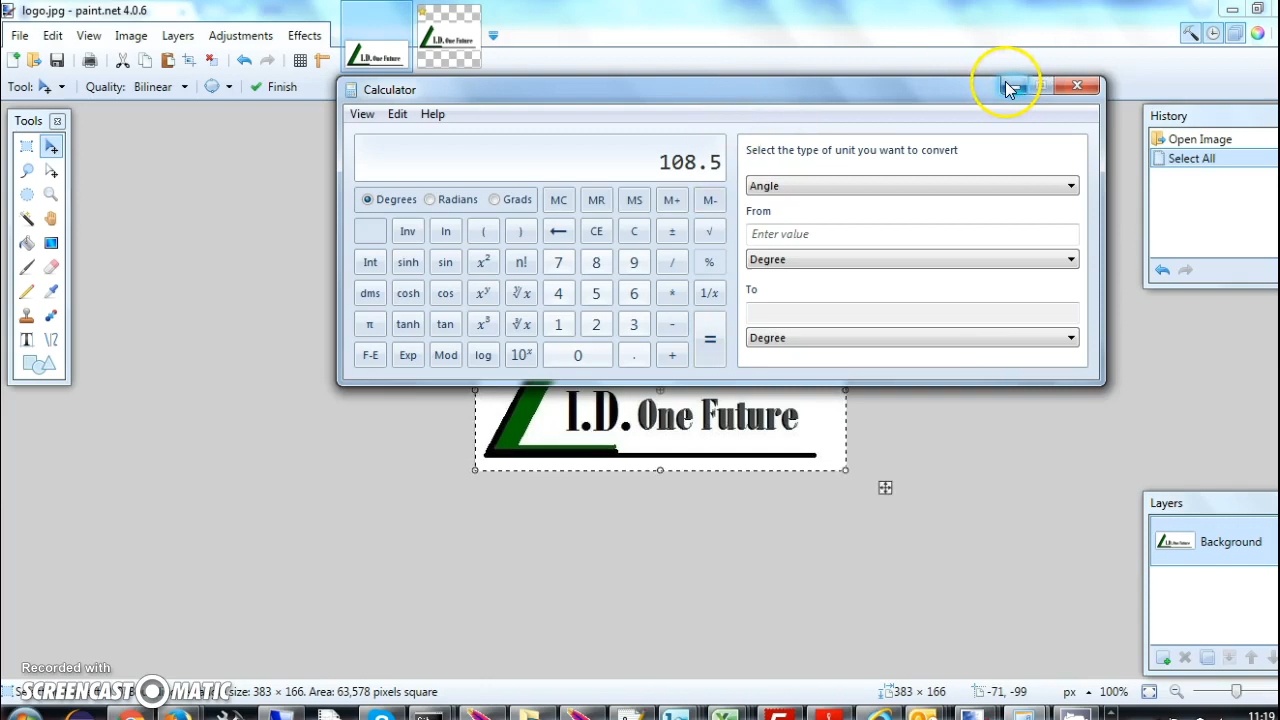 logo.jpg - paint.net 4.0.6
File Edit View Image Layers Adjustments Effects
Tool: Quality: Bilinear Finish
Tools
Calculator
View Edit Help
108.5
Degrees Radians Grads MC MR MS M+ M-
Inv ln ( ) ← CE C ± √
Int sinh sin x² n! 7 8 9 / %
dms cosh cos xʸ ʸ√x 4 5 6 * 1/x
π tanh tan x³ ³√x 1 2 3 - =
F-E Exp Mod log 10ˣ 0 . +
Select the type of unit you want to convert
Angle
From
Enter value
Degree
To
Degree
History
Open Image
Select All
I.D. One Future
Layers
Background
Recorded with
SCREENCAST MATIC
size: 383 × 166. Area: 63,578 pixels square
383 × 166
-71, -99
px
100%